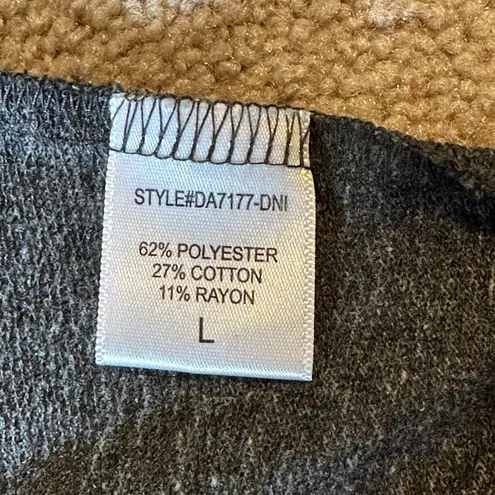 STYLE#DA7177-DNI
62% POLYESTER
27% COTTON
11% RAYON
L